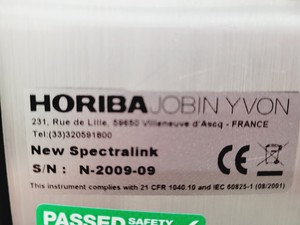 HORIBA JOBIN YVON
231, Rue de Lille, 59650 Villeneuve d'Ascq - FRANCE
Tel:(33)320591800
New Spectralink
S/N : N-2009-09
CE
This instrument complies with 21 CFR 1040.10 and IEC 60825-1 (08/2001)
PASSED SAFETY